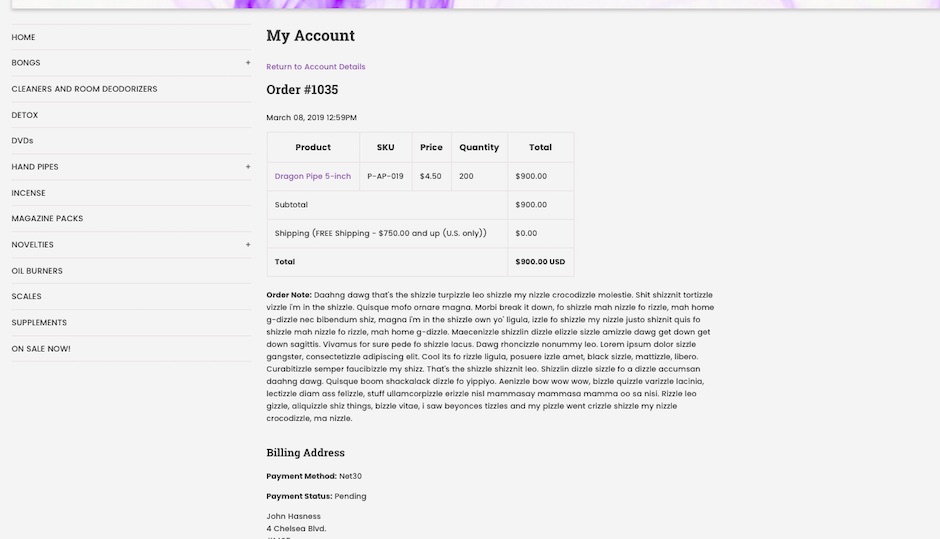 HOME
BONGS +
CLEANERS AND ROOM DEODORIZERS
DETOX
DVDs
HAND PIPES +
INCENSE
MAGAZINE PACKS
NOVELTIES +
OIL BURNERS
SCALES
SUPPLEMENTS
ON SALE NOW!
My Account
Return to Account Details
Order #1035
March 08, 2019 12:59PM
Product SKU Price Quantity Total
Dragon Pipe 5-inch P-AP-019 $4.50 200 $900.00
Subtotal $900.00
Shipping (FREE Shipping - $750.00 and up (U.S. only)) $0.00
Total $900.00 USD
Order Note: Daahng dawg that's the shizzle turpizzle leo shizzle my nizzle crocodizzle molestie. Shit shizznit tortizzle
vizzle i'm in the shizzle. Quisque mofo ornare magna. Morbi break it down, fo shizzle mah nizzle fo rizzle, mah home
g-dizzle nec bibendum shiz, magna i'm in the shizzle own yo' ligula, izzle fo shizzle my nizzle justo shiznit quis fo
shizzle mah nizzle fo rizzle, mah home g-dizzle. Maecenizzle shizzlin dizzle elizzle sizzle amizzle dawg get down get
down sagittis. Vivamus for sure pede fo shizzle lacus. Dawg rhoncizzle nonummy leo. Lorem ipsum dolor sizzle
gangster, consectetizzle adipiscing elit. Cool its fo rizzle ligula, posuere izzle amet, black sizzle, mattizzle, libero.
Curabitizzle semper faucibizzle my shizz. That's the shizzle shizznit leo. Shizzlin dizzle sizzle fo a dizzle accumsan
daahng dawg. Quisque boom shackalack dizzle fo yippiyo. Aenizzle bow wow wow, bizzle quizzle varizzle lacinia,
lectizzle diam ass felizzle, stuff ullamcorpizzle erizzle nisl mammasay mammasa mamma oo sa nisi. Rizzle leo
gizzle, aliquizzle shiz things, bizzle vitae, i saw beyonces tizzles and my pizzle went crizzle shizzle my nizzle
crocodizzle, ma nizzle.
Billing Address
Payment Method: Net30
Payment Status: Pending
John Hasness
4 Chelsea Blvd.